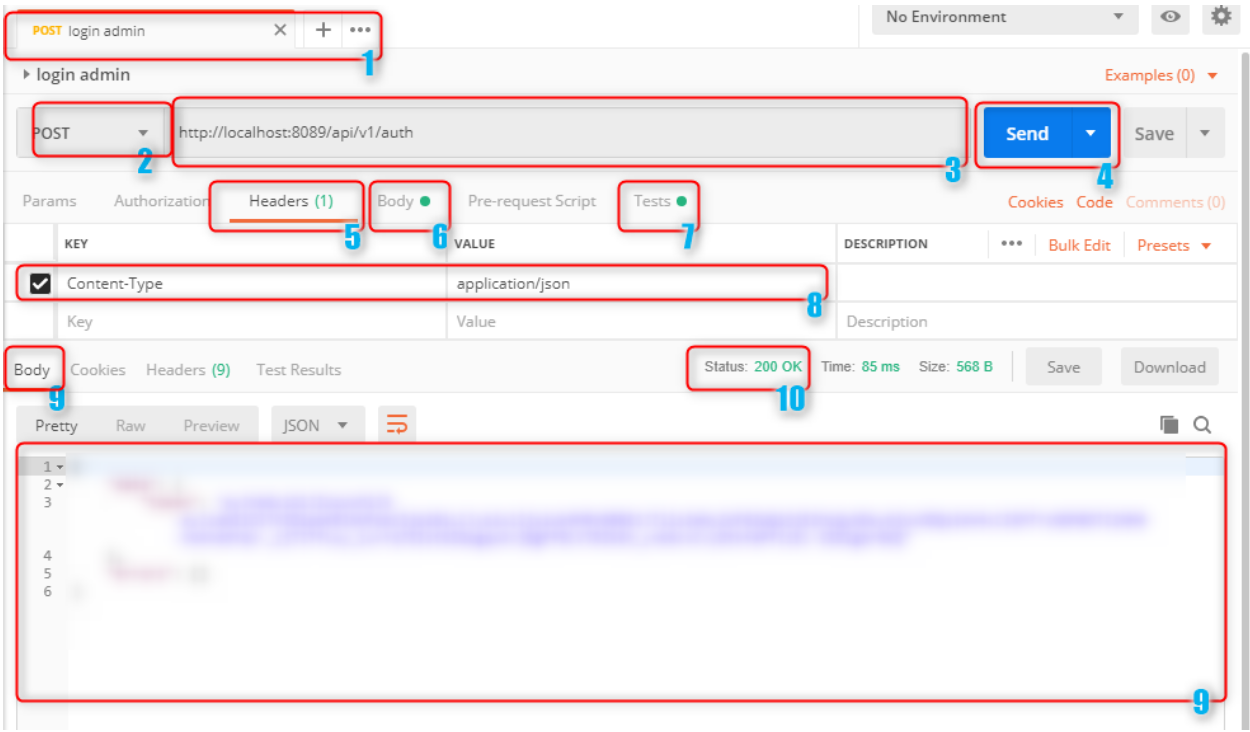 POST login admin
No Environment
1
login admin
Examples (0)
POST
http://localhost:8089/api/v1/auth
Send
Save
2
3
4
Params Authorization Headers (1) Body Pre-request Script Tests Cookies Code Comments (0)
5
6
7
KEY VALUE DESCRIPTION Bulk Edit Presets
Content-Type application/json
8
Key Value Description
Body Cookies Headers (9) Test Results Status: 200 OK Time: 85 ms Size: 568 B Save Download
9
10
Pretty Raw Preview JSON
1
2
3
4
5
6
9